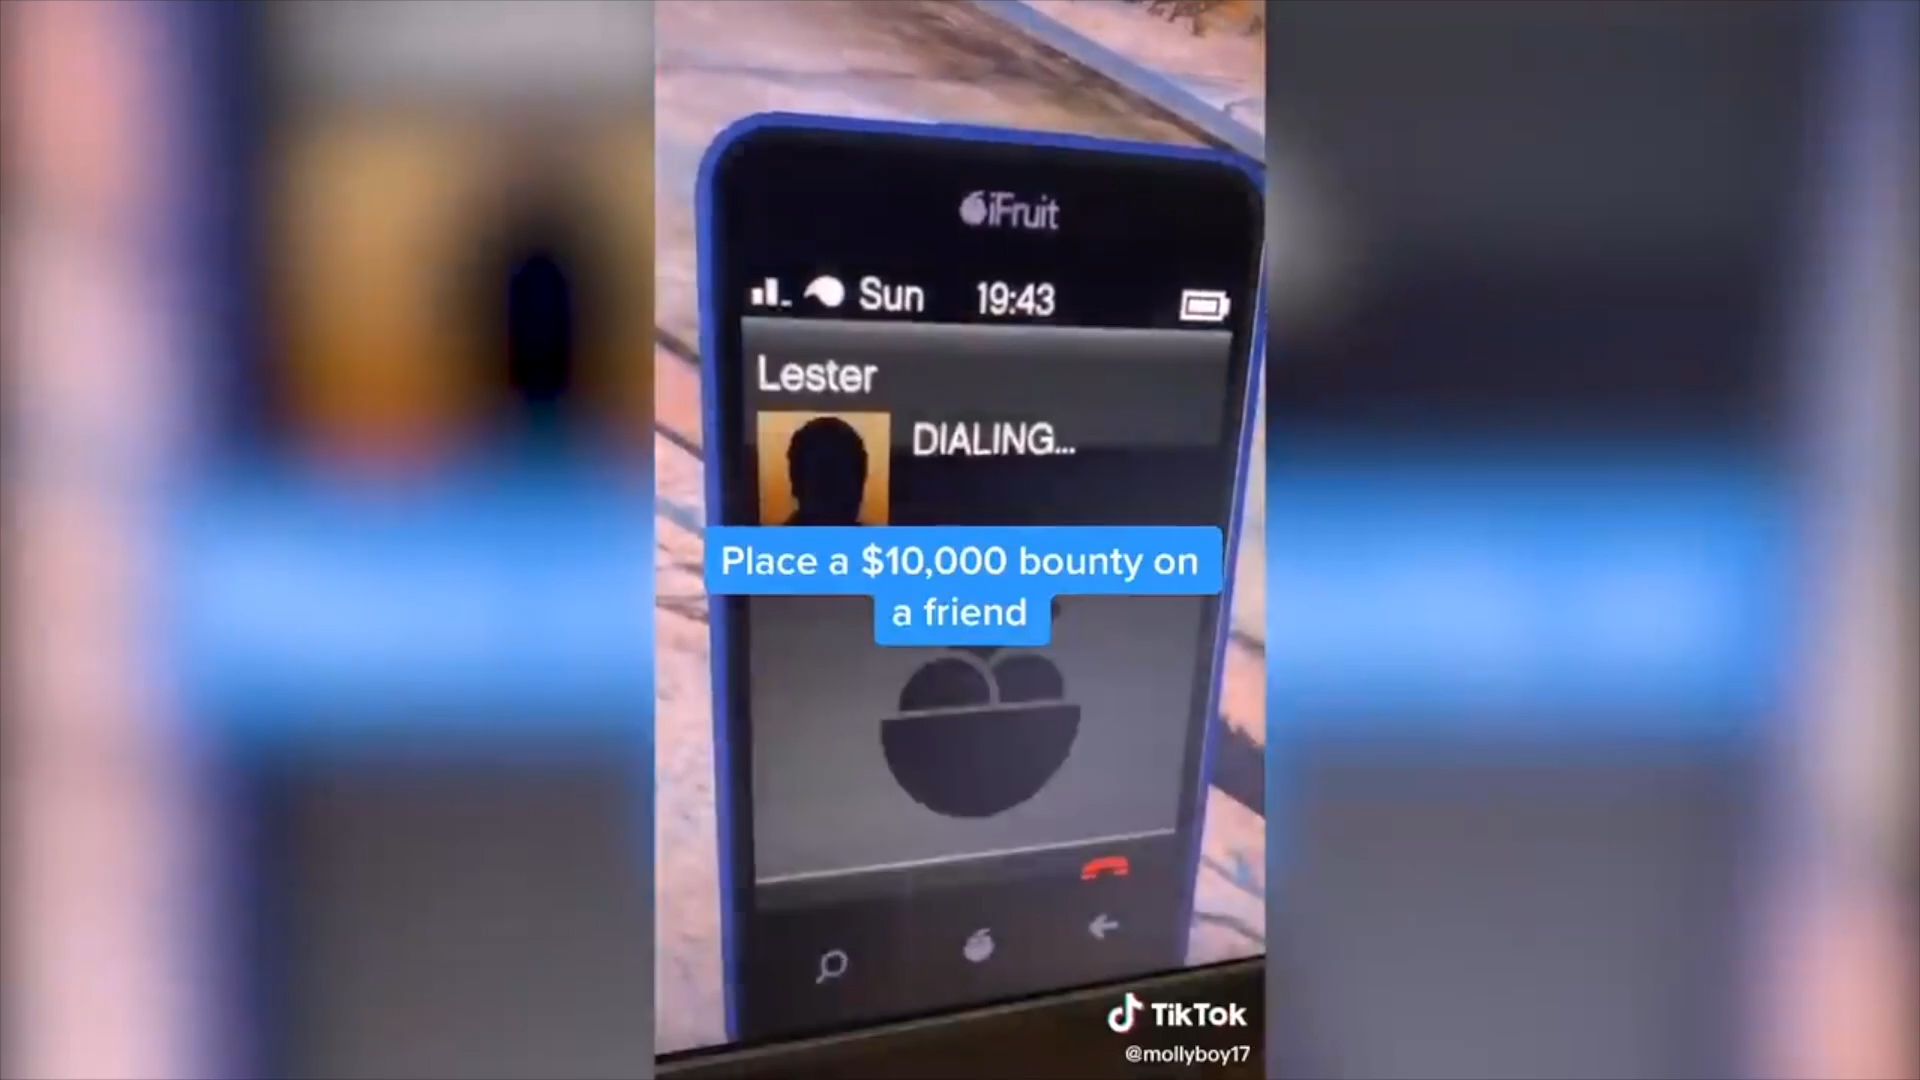 iFruit
Sun 19:43
Lester
DIALING...
Place a $10,000 bounty on
a friend
TikTok
@mollyboy17